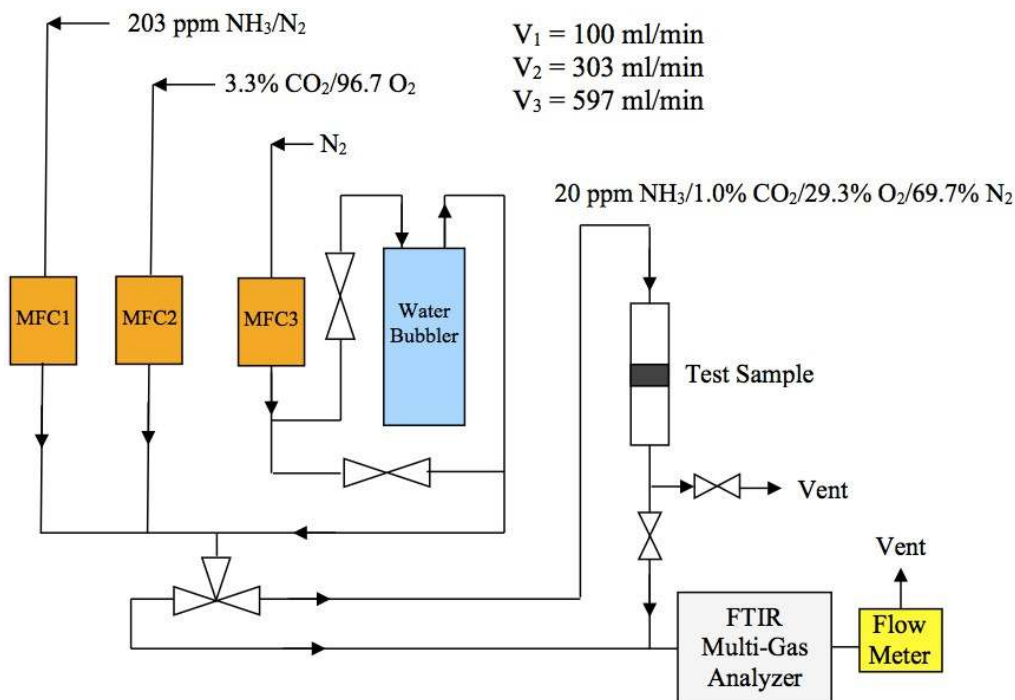 203 ppm NH₃/N₂
3.3% CO₂/96.7 O₂
N₂
V₁ = 100 ml/min
V₂ = 303 ml/min
V₃ = 597 ml/min
20 ppm NH₃/1.0% CO₂/29.3% O₂/69.7% N₂
MFC1
MFC2
MFC3
Water
Bubbler
Test Sample
Vent
Vent
FTIR
Multi-Gas
Analyzer
Flow
Meter